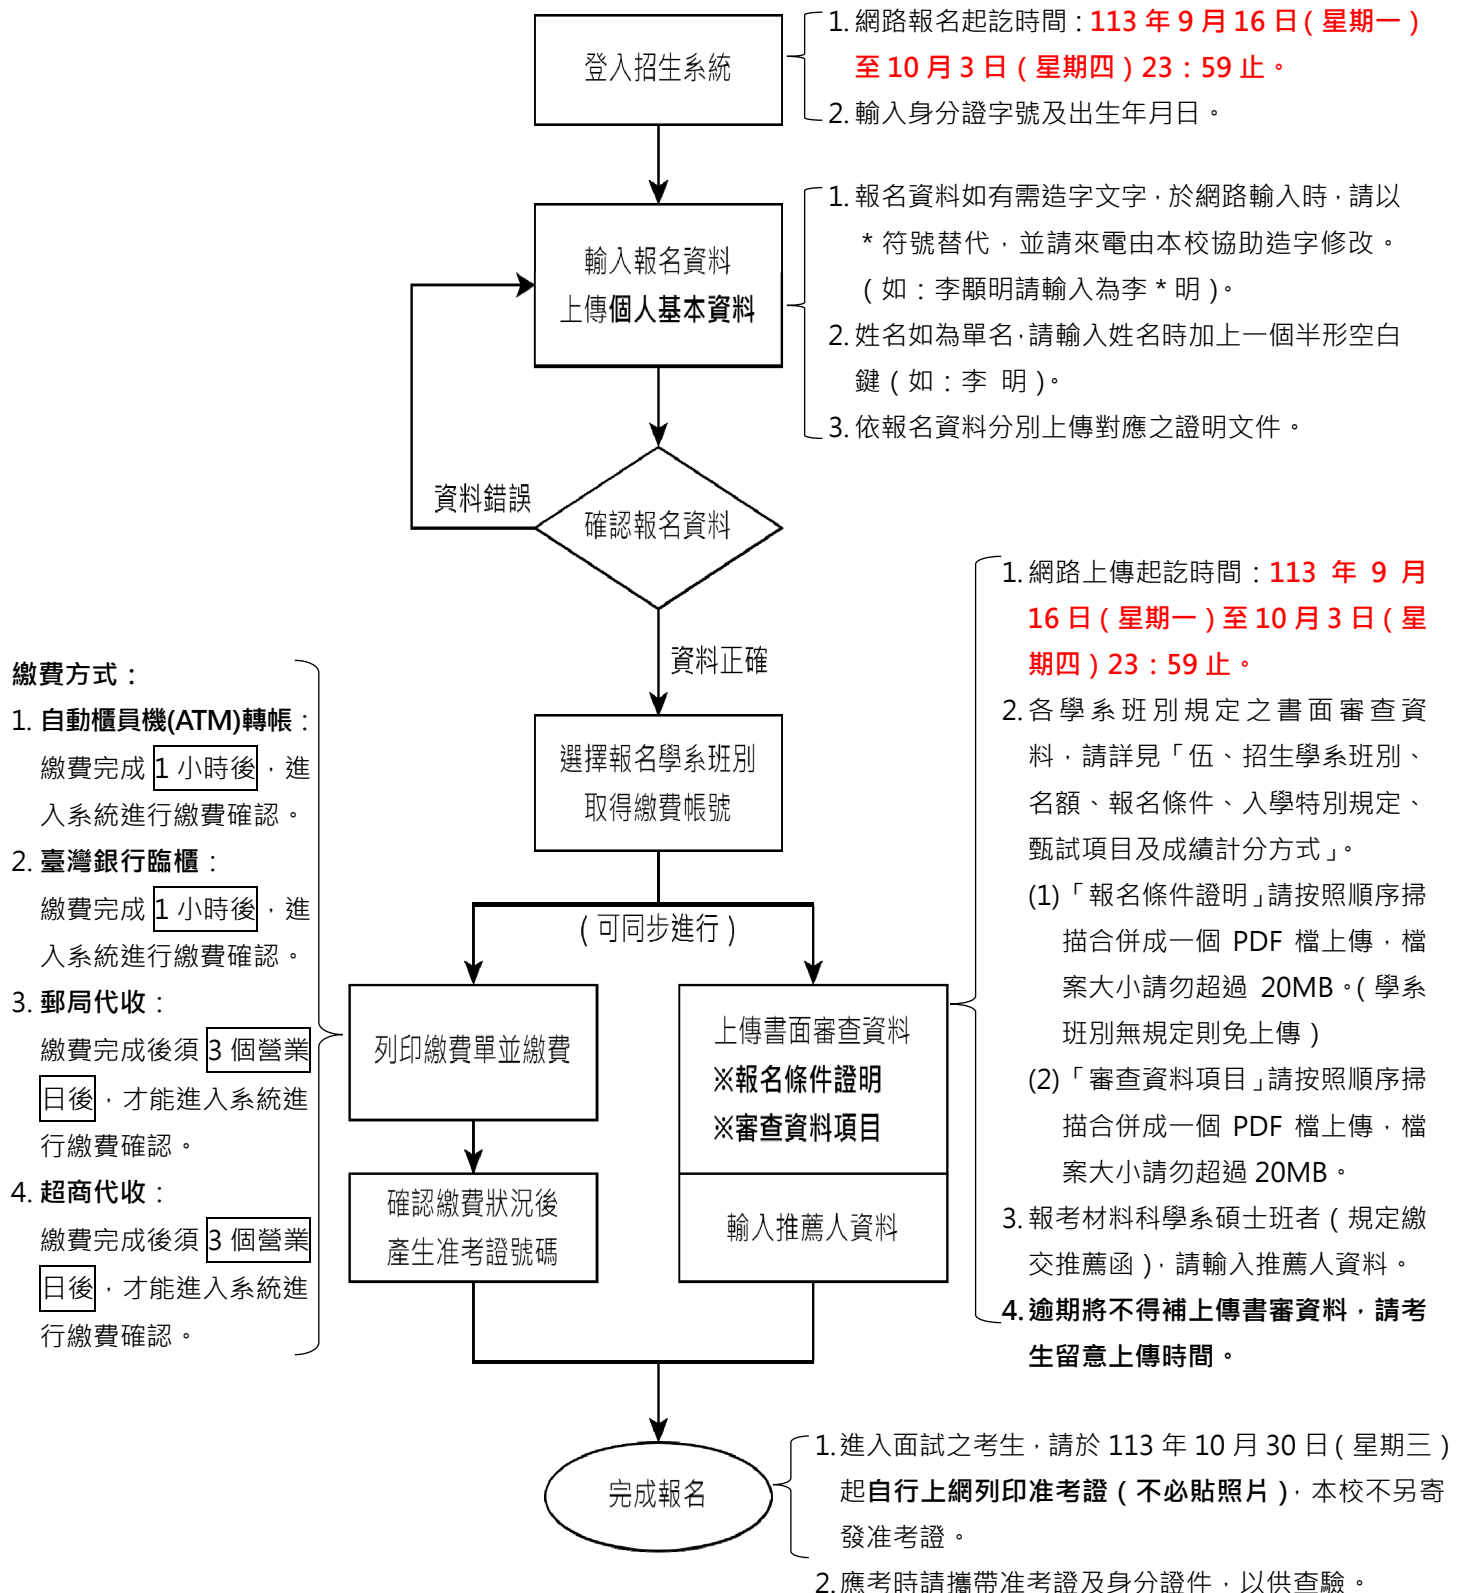 登入招生系統
1. 網路報名起訖時間：113 年 9 月 16 日（星期一）
至 10 月 3 日（星期四）23：59 止。
2. 輸入身分證字號及出生年月日。
輸入報名資料
上傳個人基本資料
1. 報名資料如有需造字文字，於網路輸入時，請以
＊符號替代，並請來電由本校協助造字修改。
（如：李顒明請輸入為李＊明）。
2. 姓名如為單名，請輸入姓名時加上一個半形空白
鍵（如：李 明）。
3. 依報名資料分別上傳對應之證明文件。
資料錯誤
確認報名資料
資料正確
選擇報名學系班別
取得繳費帳號
（可同步進行）
繳費方式：
1. 自動櫃員機(ATM)轉帳：
繳費完成 1 小時後，進
入系統進行繳費確認。
2. 臺灣銀行臨櫃：
繳費完成 1 小時後，進
入系統進行繳費確認。
3. 郵局代收：
繳費完成後須 3 個營業
日後，才能進入系統進
行繳費確認。
4. 超商代收：
繳費完成後須 3 個營業
日後，才能進入系統進
行繳費確認。
列印繳費單並繳費
確認繳費狀況後
產生准考證號碼
上傳書面審查資料
※報名條件證明
※審查資料項目
輸入推薦人資料
1. 網路上傳起訖時間：113 年 9 月
16 日（星期一）至 10 月 3 日（星
期四）23：59 止。
2. 各學系班別規定之書面審查資
料，請詳見「伍、招生學系班別、
名額、報名條件、入學特別規定、
甄試項目及成績計分方式」。
(1)「報名條件證明」請按照順序掃
描合併成一個 PDF 檔上傳，檔
案大小請勿超過 20MB。（學系
班別無規定則免上傳）
(2)「審查資料項目」請按照順序掃
描合併成一個 PDF 檔上傳，檔
案大小請勿超過 20MB。
3. 報考材料科學系碩士班者（規定繳
交推薦函），請輸入推薦人資料。
4. 逾期將不得補上傳書審資料，請考
生留意上傳時間。
完成報名
1. 進入面試之考生，請於 113 年 10 月 30 日（星期三）
起自行上網列印准考證（不必貼照片），本校不另寄
發准考證。
2. 應考時請攜帶准考證及身分證件，以供查驗。